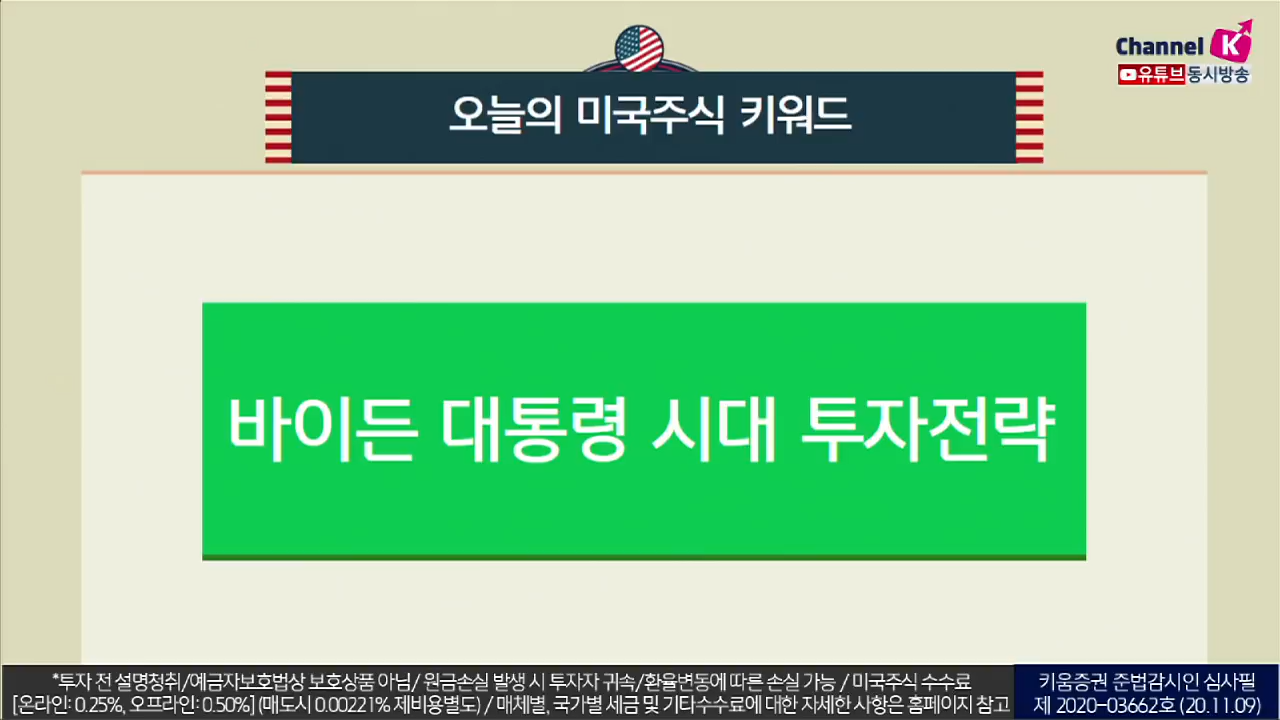 Channel K
유튜브 동시방송
오늘의 미국주식 키워드
바이든 대통령 시대 투자전략
*투자 전 설명청취/예금자보호법상 보호상품 아님/ 원금손실 발생 시 투자자 귀속/환율변동에 따른 손실 가능 / 미국주식 수수료
[온라인: 0.25%, 오프라인: 0.50%] (매도시 0.00221% 제비용별도) / 매체별, 국가별 세금 및 기타수수료에 대한 자세한 사항은 홈페이지 참고
키움증권 준법감시인 심사필
제 2020-03662호 (20.11.09)